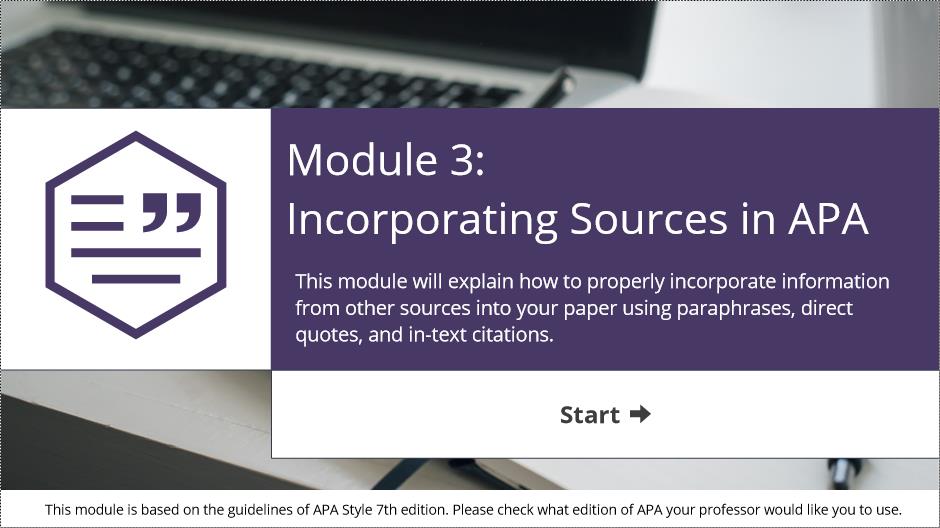 Module 3:
Incorporating Sources in APA
This module will explain how to properly incorporate information
from other sources into your paper using paraphrases, direct
quotes, and in-text citations.
Start
This module is based on the guidelines of APA Style 7th edition. Please check what edition of APA your professor would like you to use.